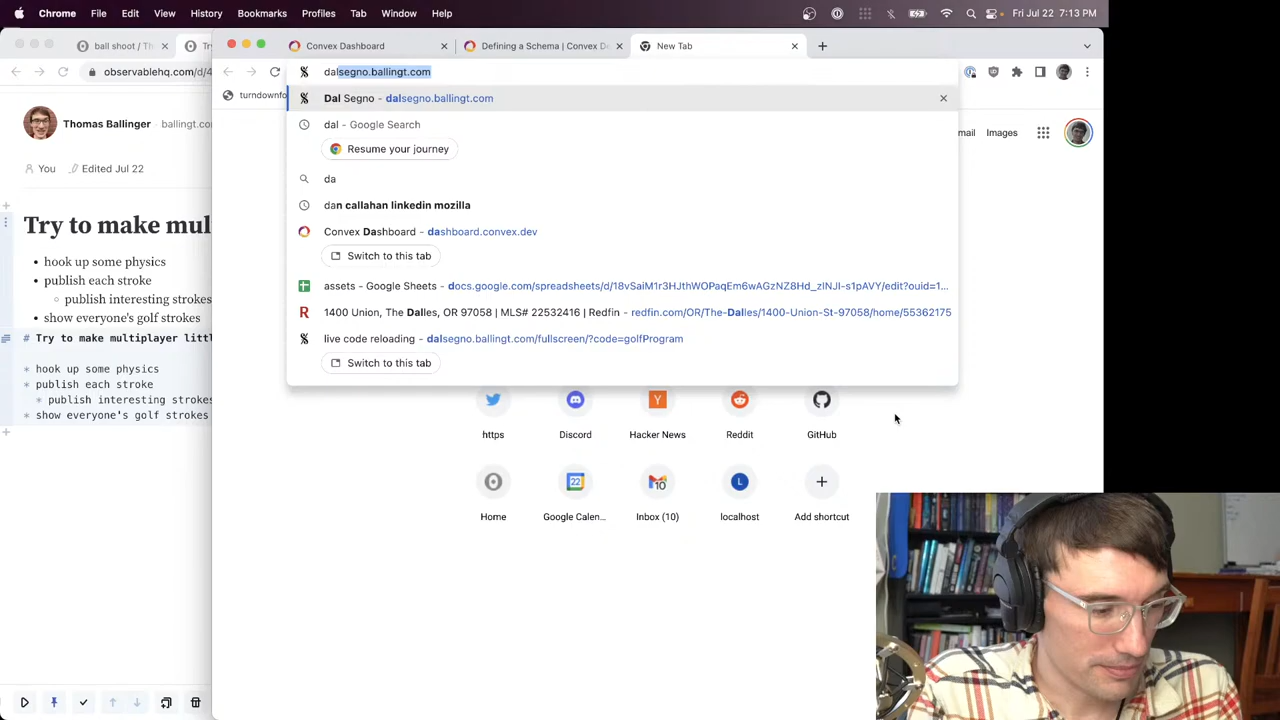 Chrome File Edit View History Bookmarks Profiles Tab Window Help Fri Jul 22 7:13 PM
ball shoot / Th
Tr
Convex Dashboard
Defining a Schema | Convex De
New Tab
observablehq.com/d/4
dalsegno.ballingt.com
turndownfo
Dal Segno - dalsegno.ballingt.com
dal - Google Search
Resume your journey
da
dan callahan linkedin mozilla
Convex Dashboard - dashboard.convex.dev
Switch to this tab
assets - Google Sheets - docs.google.com/spreadsheets/d/18vSaiM1r3HJthWOPaqEm6wAGzNZ8Hd_zlNJI-s1pAVY/edit?ouid=1...
1400 Union, The Dalles, OR 97058 | MLS# 22532416 | Redfin - redfin.com/OR/The-Dalles/1400-Union-St-97058/home/55362175
live code reloading - dalsegno.ballingt.com/fullscreen/?code=golfProgram
Switch to this tab
mail Images
Thomas Ballinger ballingt.co
You Edited Jul 22
Try to make mul
• hook up some physics
• publish each stroke
publish interesting strokes
• show everyone's golf strokes
# Try to make multiplayer littl
* hook up some physics
* publish each stroke
* publish interesting strokes
* show everyone's golf strokes
https
Discord
Hacker News
Reddit
GitHub
Home
Google Calen...
Inbox (10)
localhost
Add shortcut